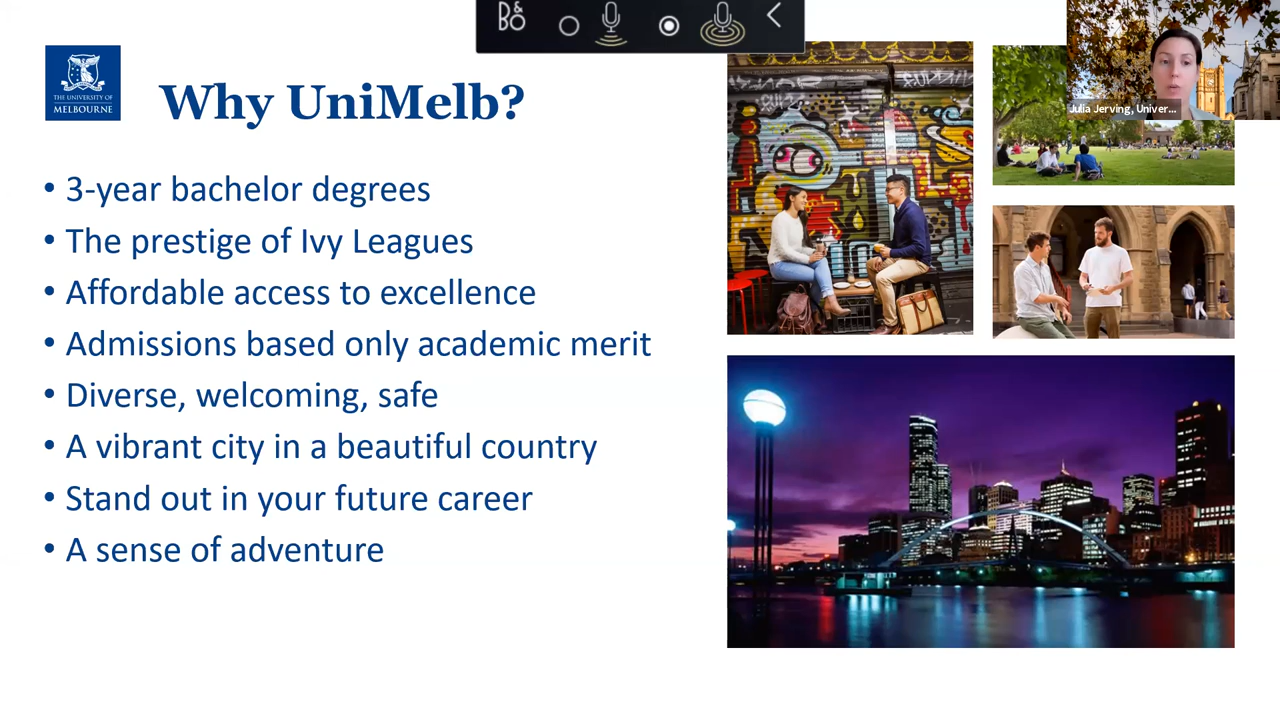 B&O
THE UNIVERSITY OF
MELBOURNE
Why UniMelb?
• 3-year bachelor degrees
• The prestige of Ivy Leagues
• Affordable access to excellence
• Admissions based only academic merit
• Diverse, welcoming, safe
• A vibrant city in a beautiful country
• Stand out in your future career
• A sense of adventure
Julia Jerving, Univer...